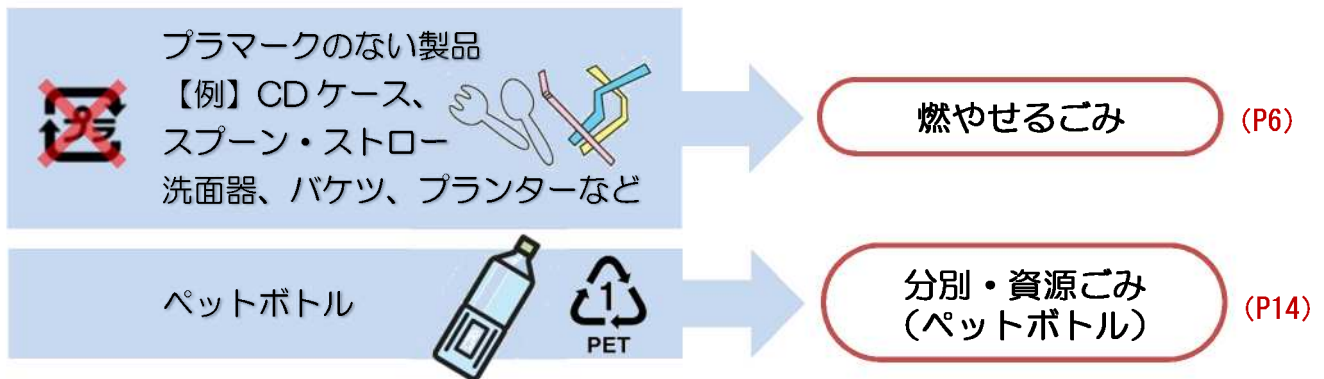 プラマークのない製品
【例】CDケース、
スプーン・ストロー
洗面器、バケツ、プランターなど
プラ
燃やせるごみ
(P6)
ペットボトル
1
PET
分別・資源ごみ
(ペットボトル)
(P14)